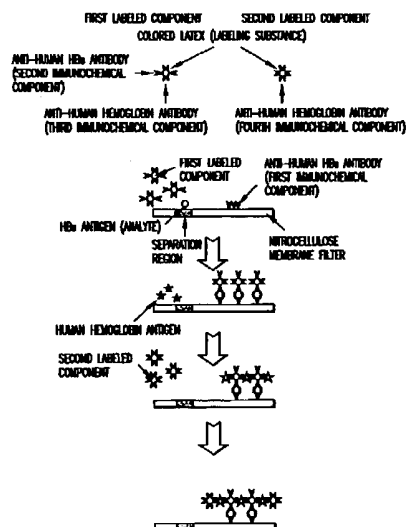 FIRST LABELED COMPONENT
SECOND LABELED COMPONENT
COLORED LATEX (LABELING SUBSTANCE)
ANTI-HUMAN HBs ANTIBODY
(SECOND IMMUNOCHEMICAL
COMPONENT)
ANTI-HUMAN HEMOGLOBIN ANTIBODY
(THIRD IMMUNOCHEMICAL COMPONENT)
ANTI-HUMAN HEMOGLOBIN ANTIBODY
(FOURTH IMMUNOCHEMICAL COMPONENT)
FIRST LABELED
COMPONENT
ANTI-HUMAN HBs ANTIBODY
(FIRST IMMUNOCHEMICAL
COMPONENT)
HBs ANTIGEN (ANALYTE)
SEPARATION
REGION
NITROCELLULOSE
MEMBRANE FILTER
HUMAN HEMOGLOBIN ANTIGEN
SECOND LABELED
COMPONENT